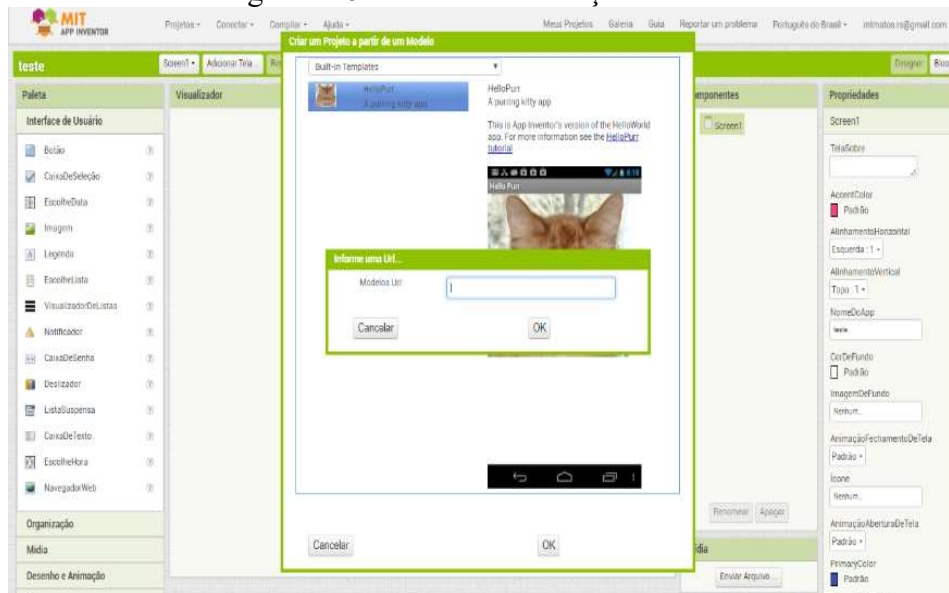 MIT
APP INVENTOR
Projetos
Conectar
Compilar
Ajuda
Meus Projetos
Galeria
Guia
Reportar um problema
Português do Brasil
teste
Screen1
Adicionar Tela ...
Designer
Paleta
Interface de Usuário
Botão
CaixaDeSeleção
EscolheData
Imagem
Legenda
EscolheLista
VisualizadorDeListas
Notificador
CaixaDeSenha
Deslizador
ListaSuspensa
CaixaDeTexto
EscolheHora
NavegadorWeb
Organização
Mídia
Desenho e Animação
Visualizador
Criar um Projeto a partir de um Modelo
Built-in Templates
HelloPurr
A purring kitty app
HelloPurr
A purring kitty app
This is App Inventor's version of the HelloWorld
app. For more information see the HelloPurr
tutorial
Hello Purr
Informe uma Url...
Modelos Url:
Cancelar
OK
Cancelar
OK
omponentes
Screen1
Renomear
Apagar
dia
Enviar Arquivo ...
Propriedades
Screen1
TelaSobre
AccentColor
Padrão
AlinhamentoHorizontal
Esquerda : 1
AlinhamentoVertical
Topo : 1
NomeDoApp
teste
CorDeFundo
Padrão
ImagemDeFundo
Nenhum...
AnimaçãoFechamentoDeTela
Padrão
Icone
Nenhum...
AnimaçãoAberturaDeTela
Padrão
PrimaryColor
Padrão